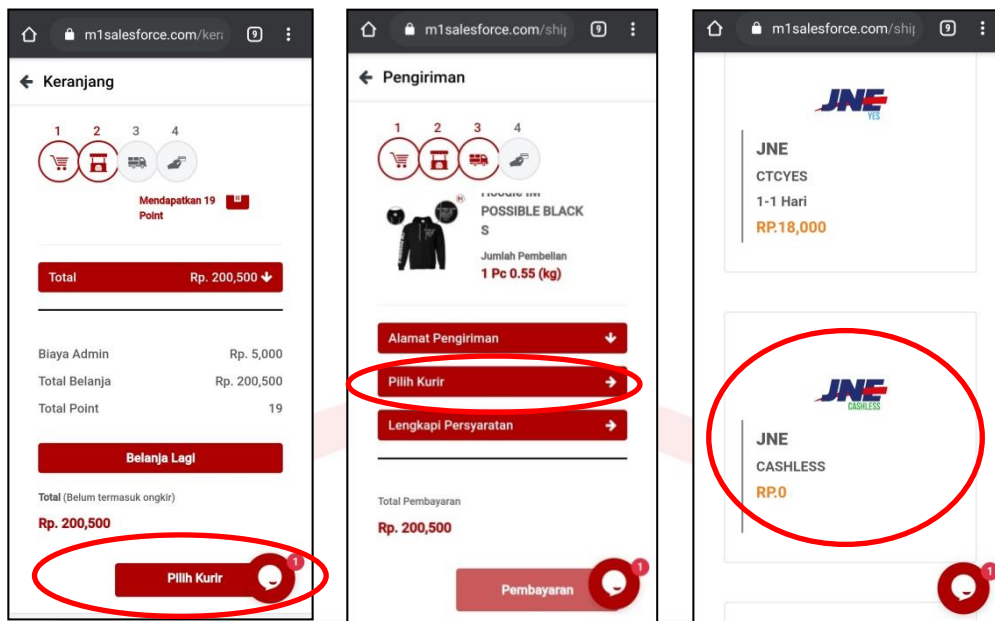 m1salesforce.com/ker
9
Keranjang
1 2 3 4
Mendapatkan 19
Point
Total Rp. 200,500
Biaya Admin Rp. 5,000
Total Belanja Rp. 200,500
Total Point 19
Belanja Lagi
Total (Belum termasuk ongkir)
Rp. 200,500
Pilih Kurir
1
m1salesforce.com/ship
9
Pengiriman
1 2 3 4
Hoodie IM
POSSIBLE BLACK
S
Jumlah Pembelian
1 Pc 0.55 (kg)
Alamat Pengiriman
Pilih Kurir
Lengkapi Persyaratan
Total Pembayaran
Rp. 200,500
Pembayaran
1
m1salesforce.com/ship
9
JNE
YES
JNE
CTCYES
1-1 Hari
RP.18,000
JNE
CASHLESS
JNE
CASHLESS
RP.0
1